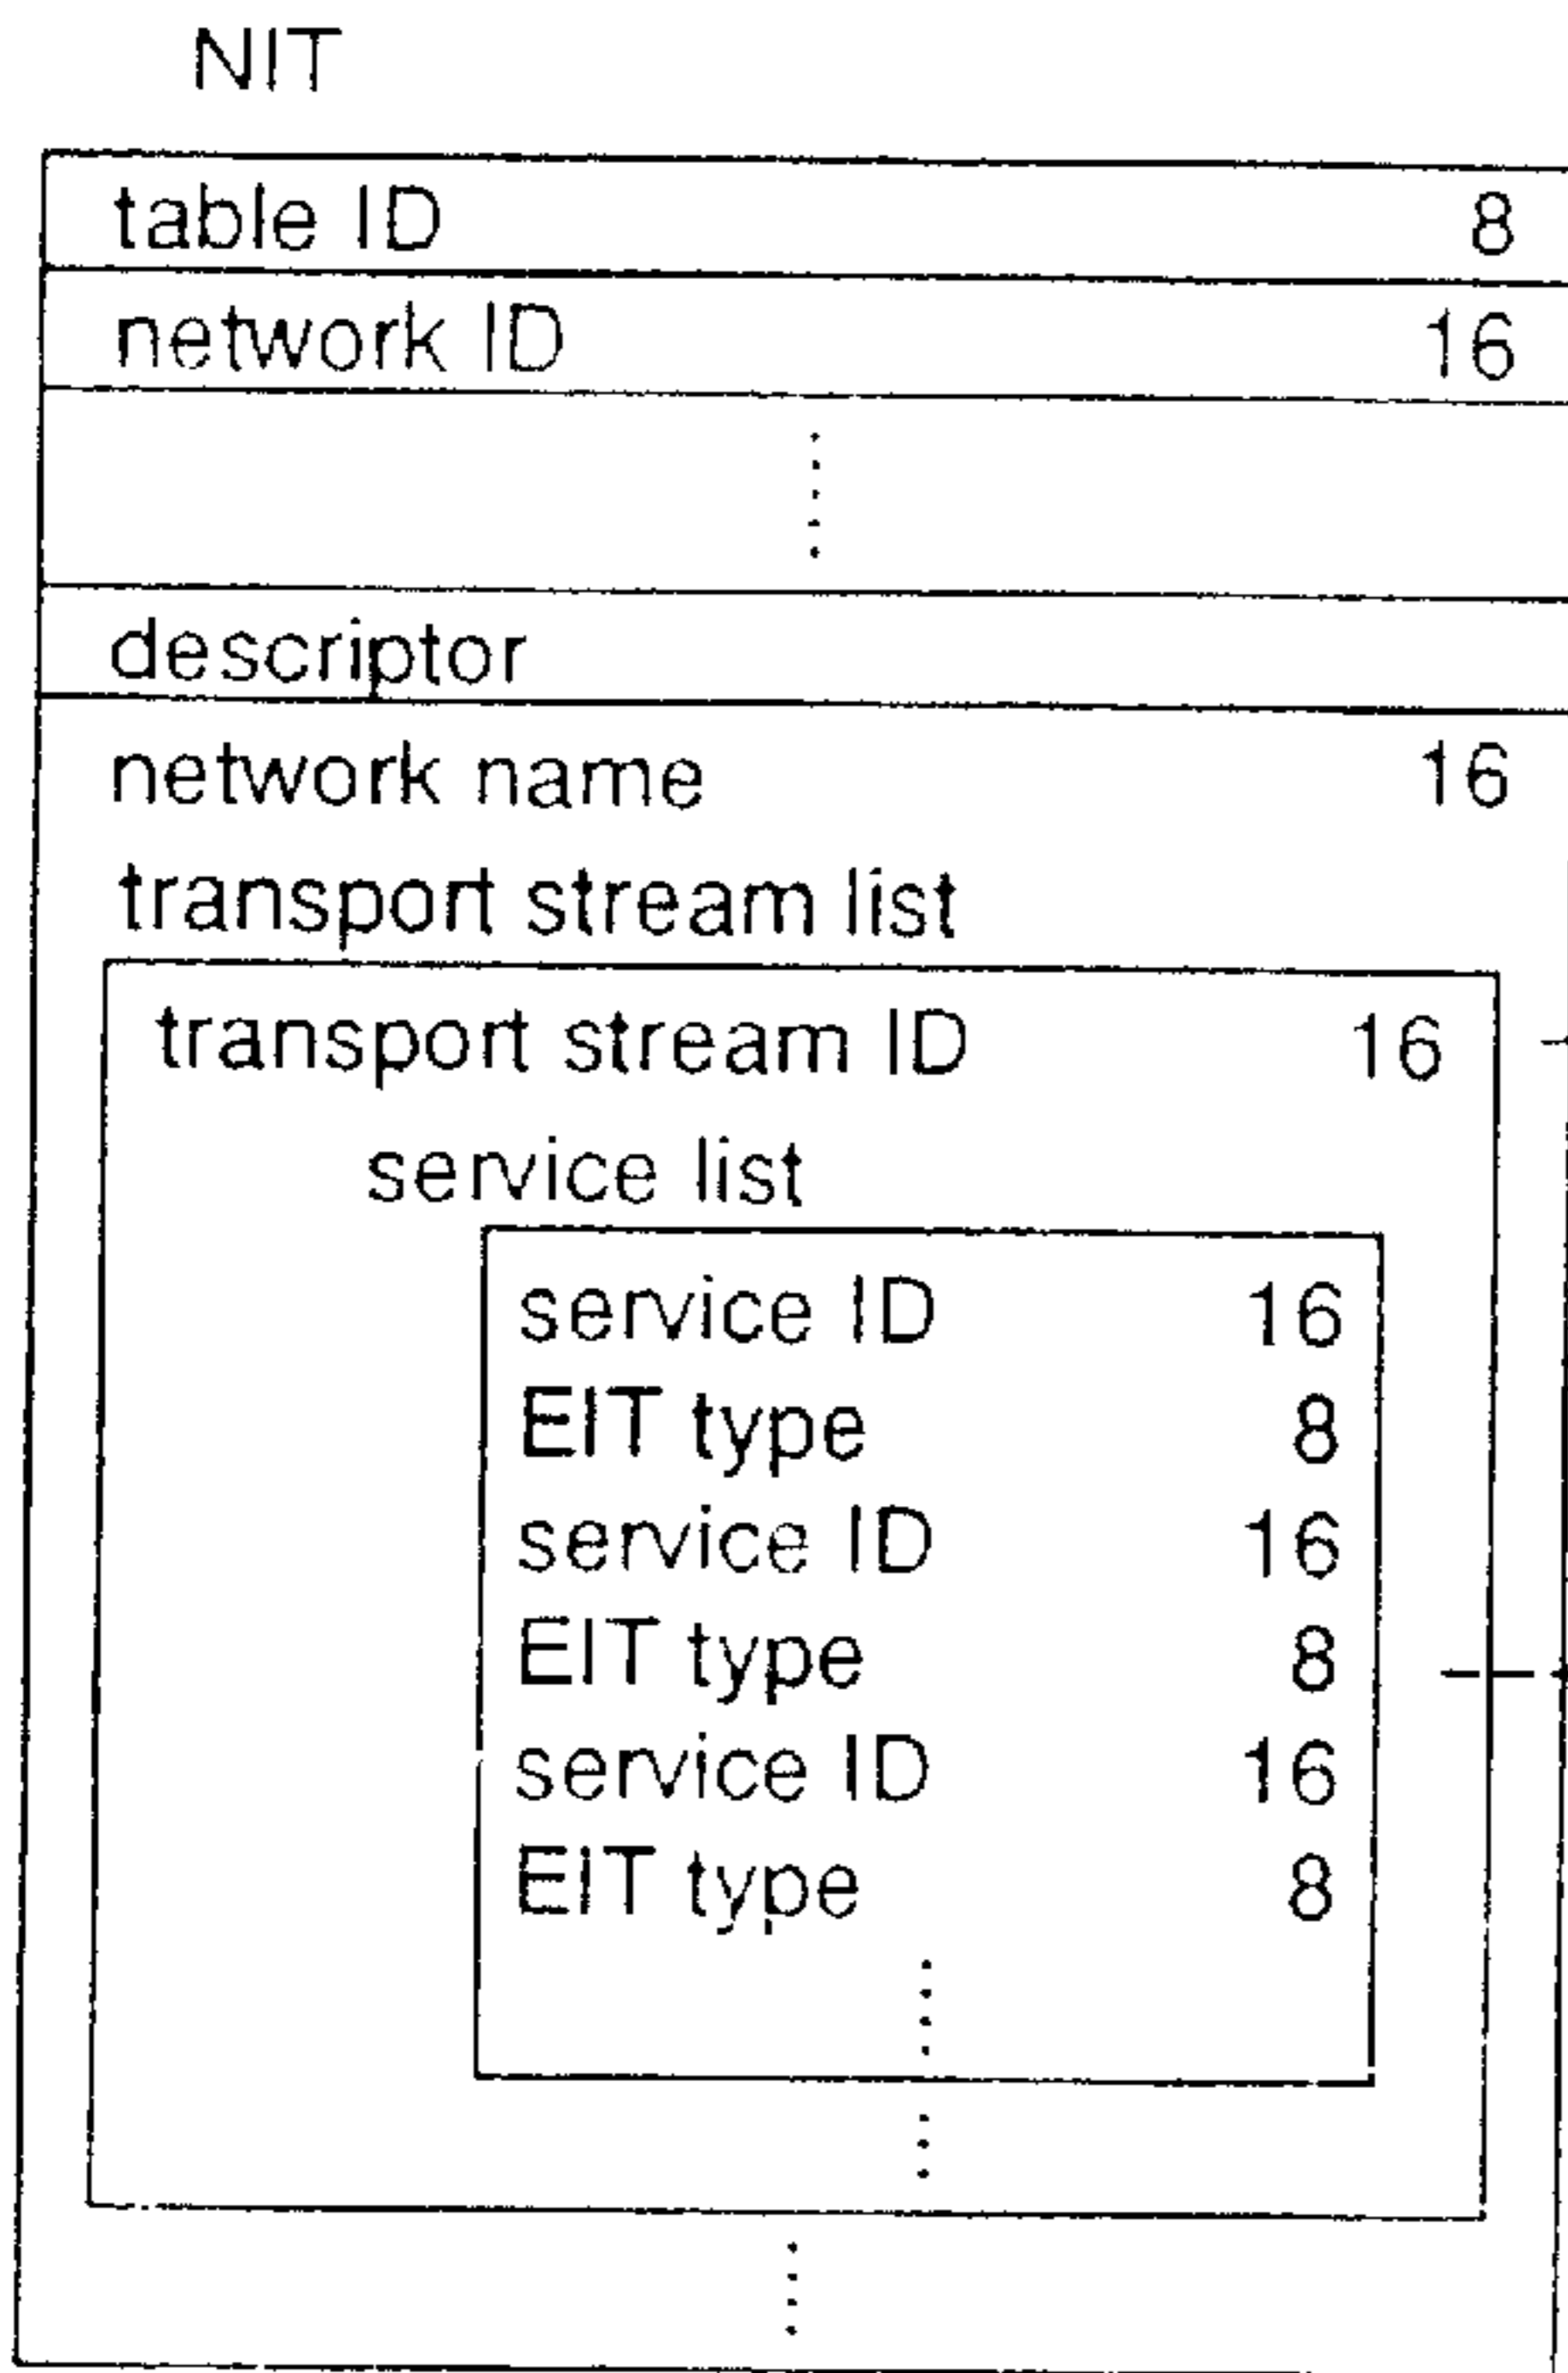 NIT
table ID 8
network ID 16
descriptor
network name 16
transport stream list
transport stream ID 16
service list
service ID 16
EIT type 8
service ID 16
EIT type 8
service ID 16
EIT type 8